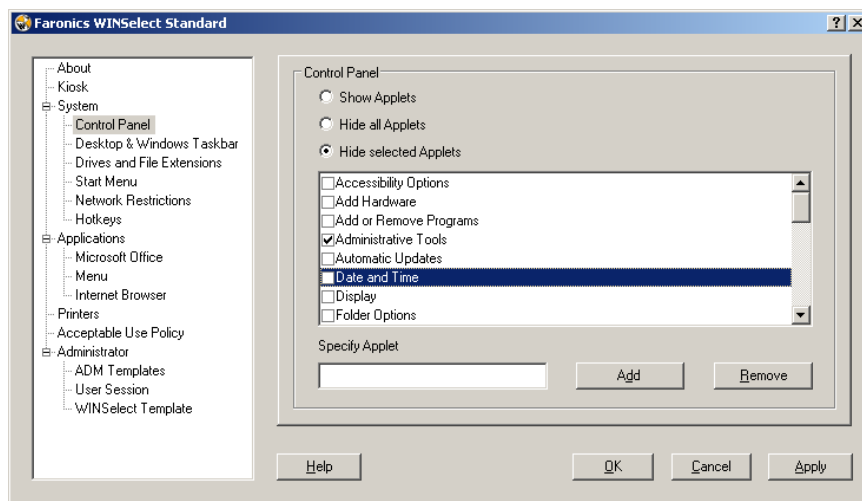 Faronics WINSelect Standard
About
Kiosk
System
Control Panel
Desktop & Windows Taskbar
Drives and File Extensions
Start Menu
Network Restrictions
Hotkeys
Applications
Microsoft Office
Menu
Internet Browser
Printers
Acceptable Use Policy
Administrator
ADM Templates
User Session
WINSelect Template
Control Panel
Show Applets
Hide all Applets
Hide selected Applets
Accessibility Options
Add Hardware
Add or Remove Programs
Administrative Tools
Automatic Updates
Date and Time
Display
Folder Options
Specify Applet
Add
Remove
Help
OK
Cancel
Apply